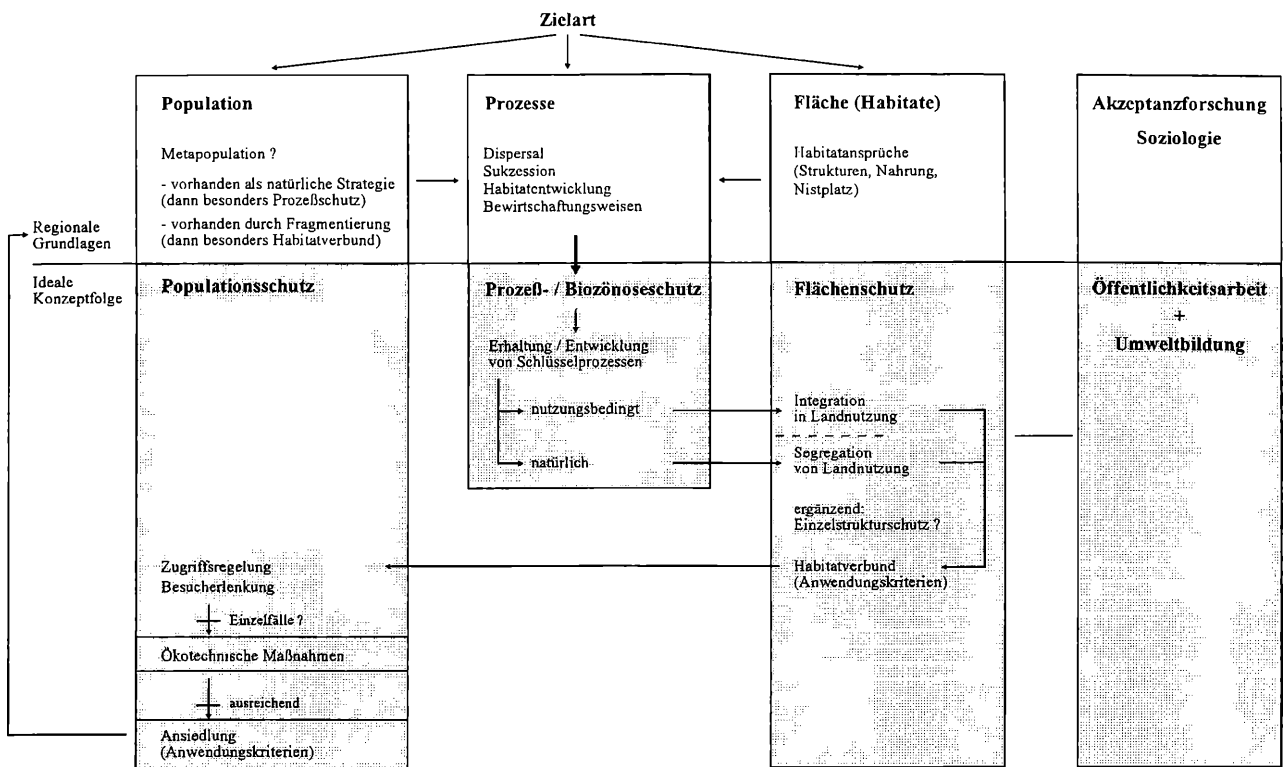 Zielart
Population
Metapopulation ?
- vorhanden als natürliche Strategie
(dann besonders Prozeßschutz)
- vorhanden durch Fragmentierung
(dann besonders Habitatverbund)
Prozesse
Dispersal
Sukzession
Habitatentwicklung
Bewirtschaftungsweisen
Fläche (Habitate)
Habitatansprüche
(Strukturen, Nahrung,
Nistplatz)
Akzeptanzforschung
Soziologie
Regionale
Grundlagen
Ideale
Konzeptfolge
Populationsschutz
Zugriffsregelung
Besucherlenkung
Einzelfälle ?
Ökotechnische Maßnahmen
ausreichend
Ansiedlung
(Anwendungskriterien)
Prozeß- / Biozönoseschutz
Erhaltung / Entwicklung
von Schlüsselprozessen
nutzungsbedingt
natürlich
Flächenschutz
Integration
in Landnutzung
Segregation
von Landnutzung
ergänzend:
Einzelstrukturschutz ?
Habitatverbund
(Anwendungskriterien)
Öffentlichkeitsarbeit
+
Umweltbildung